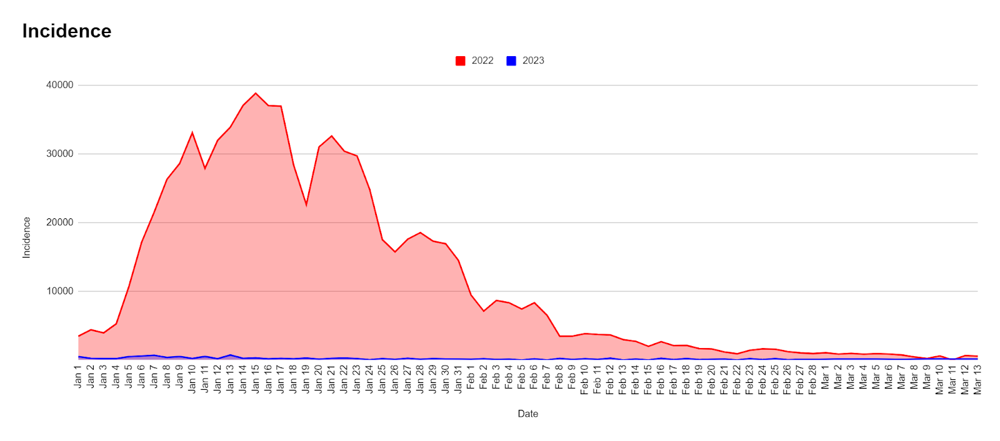 Incidence
2022 2023
40000
30000
20000
10000
Incidence
Jan 1 Jan 2 Jan 3 Jan 4 Jan 5 Jan 6 Jan 7 Jan 8 Jan 9 Jan 10 Jan 11 Jan 12 Jan 13 Jan 14 Jan 15 Jan 16 Jan 17 Jan 18 Jan 19 Jan 20 Jan 21 Jan 22 Jan 23 Jan 24 Jan 25 Jan 26 Jan 27 Jan 28 Jan 29 Jan 30 Jan 31 Feb 1 Feb 2 Feb 3 Feb 4 Feb 5 Feb 6 Feb 7 Feb 8 Feb 9 Feb 10 Feb 11 Feb 12 Feb 13 Feb 14 Feb 15 Feb 16 Feb 17 Feb 18 Feb 19 Feb 20 Feb 21 Feb 22 Feb 23 Feb 24 Feb 25 Feb 26 Feb 27 Feb 28 Mar 1 Mar 2 Mar 3 Mar 4 Mar 5 Mar 6 Mar 7 Mar 8 Mar 9 Mar 10 Mar 11 Mar 12 Mar 13
Date